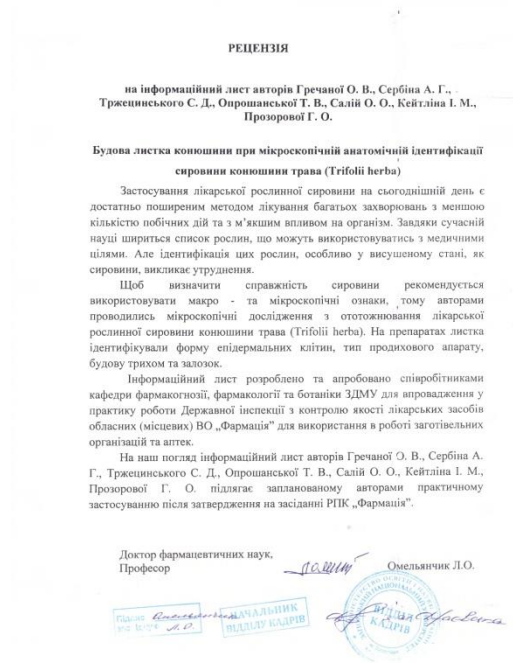 РЕЦЕНЗІЯ
на інформаційний лист авторів Гречаної О. В., Сербіна А. Г.,
Тржецинського С. Д., Опрошанської Т. В., Салій О. О., Кейтліна І. М.,
Прозорової Г. О.
Будова листка конюшини при мікроскопічній анатомічній ідентифікації
сировини конюшини трава (Trifolii herba)
Застосування лікарської рослинної сировини на сьогоднішній день є
достатньо поширеним методом лікування багатьох захворювань з меншою
кількістю побічних дій та з м’якшим впливом на організм. Завдяки сучасній
науці шириться список рослин, що можуть використовуватись з медичними
цілями. Але ідентифікація цих рослин, особливо у висушеному стані, як
сировини, викликає утруднення.
Щоб визначити справжність сировини рекомендується
використовувати макро - та мікроскопічні ознаки, тому авторами
проводились мікроскопічні дослідження з ототожнювання лікарської
рослинної сировини конюшини трава (Trifolii herba). На препаратах листка
ідентифікували форму епідермальних клітин, тип продихового апарату,
будову трихом та залозок.
Інформаційний лист розроблено та апробовано співробітниками
кафедри фармакогнозії, фармакології та ботаніки ЗДМУ для впровадження у
практику роботи Державної інспекції з контролю якості лікарських засобів
обласних (місцевих) ВО „Фармація” для використання в роботі заготівельних
організацій та аптек.
На наш погляд інформаційний лист авторів Гречаної О. В., Сербіна А.
Г., Тржецинського С. Д., Опрошанської Т. В., Салій О. О., Кейтліна І. М.,
Прозорової Г. О. підлягає запланованому авторами практичному
застосуванню після затвердження на засіданні РПК „Фармація”.
Доктор фармацевтичних наук,
Професор Омельянчик Л.О.
НАЧАЛЬНИК
ВІДДІЛУ КАДРІВ
ВІДДІЛ
КАДРІВ